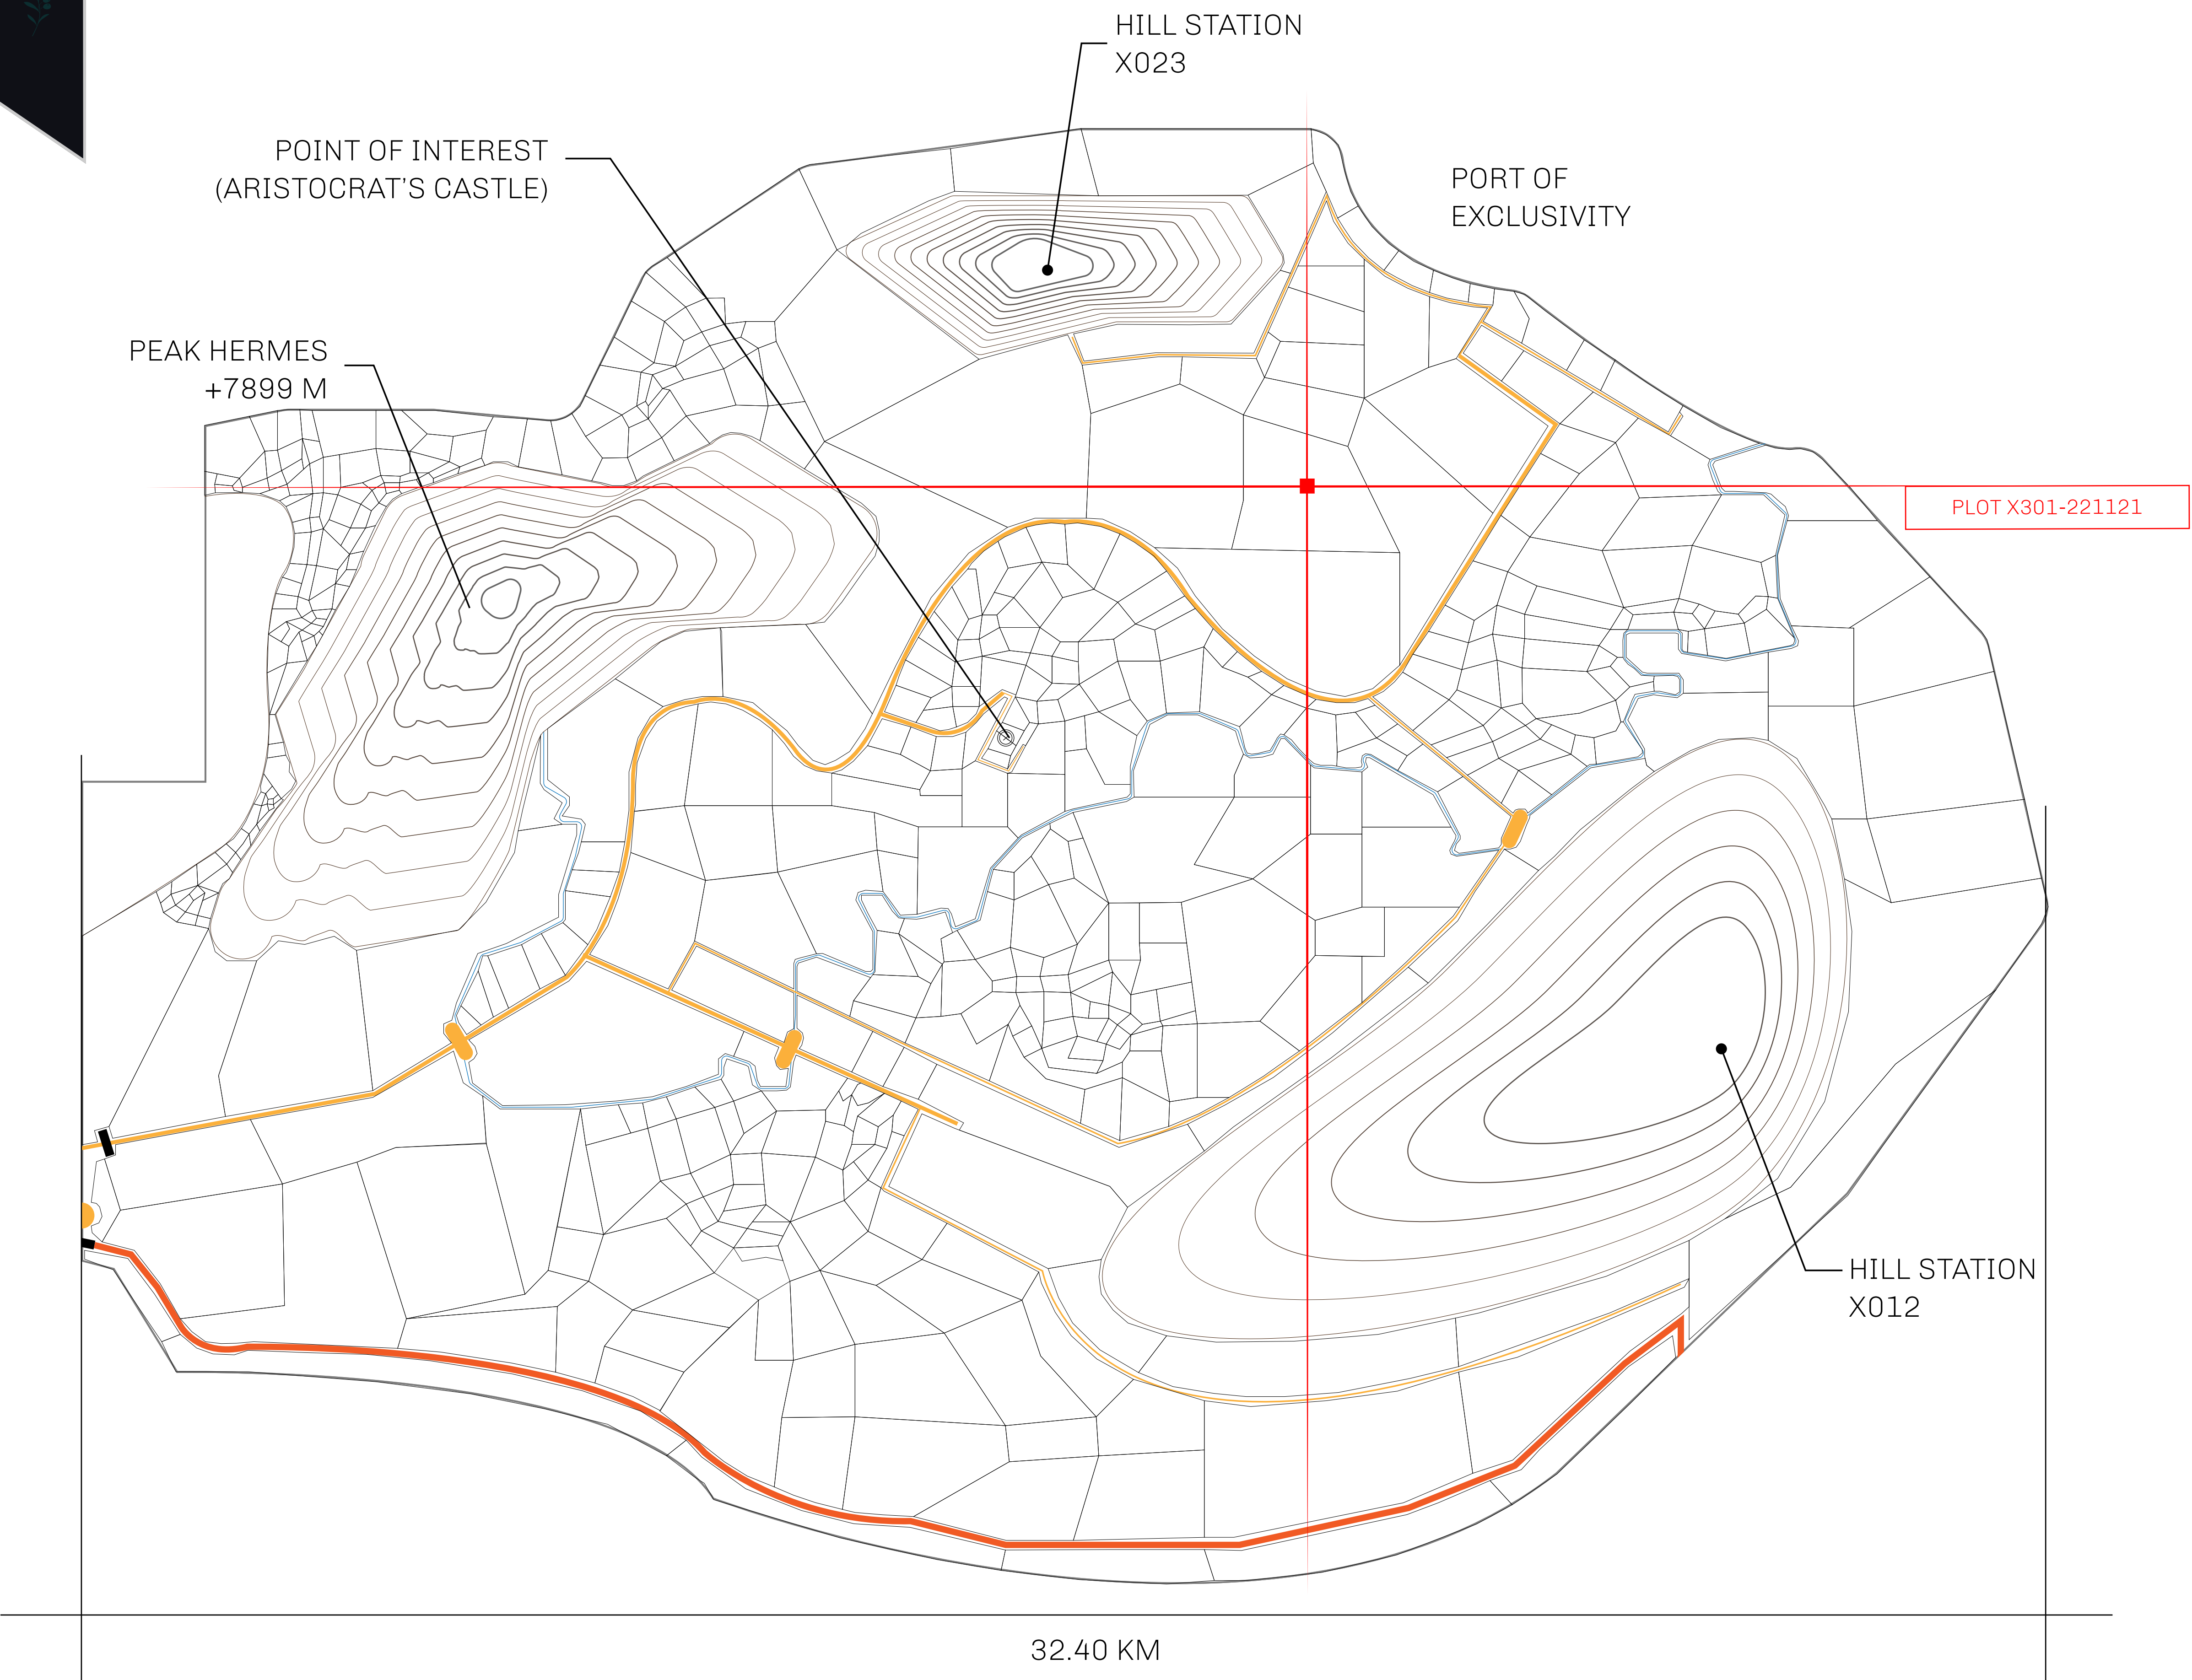 HILL STATION
X023
POINT OF INTEREST
(ARISTOCRAT'S CASTLE)
PORT OF
EXCLUSIVITY
PEAK HERMES
+7899 M
PLOT X301-221121
HILL STATION
X012
32.40 KM